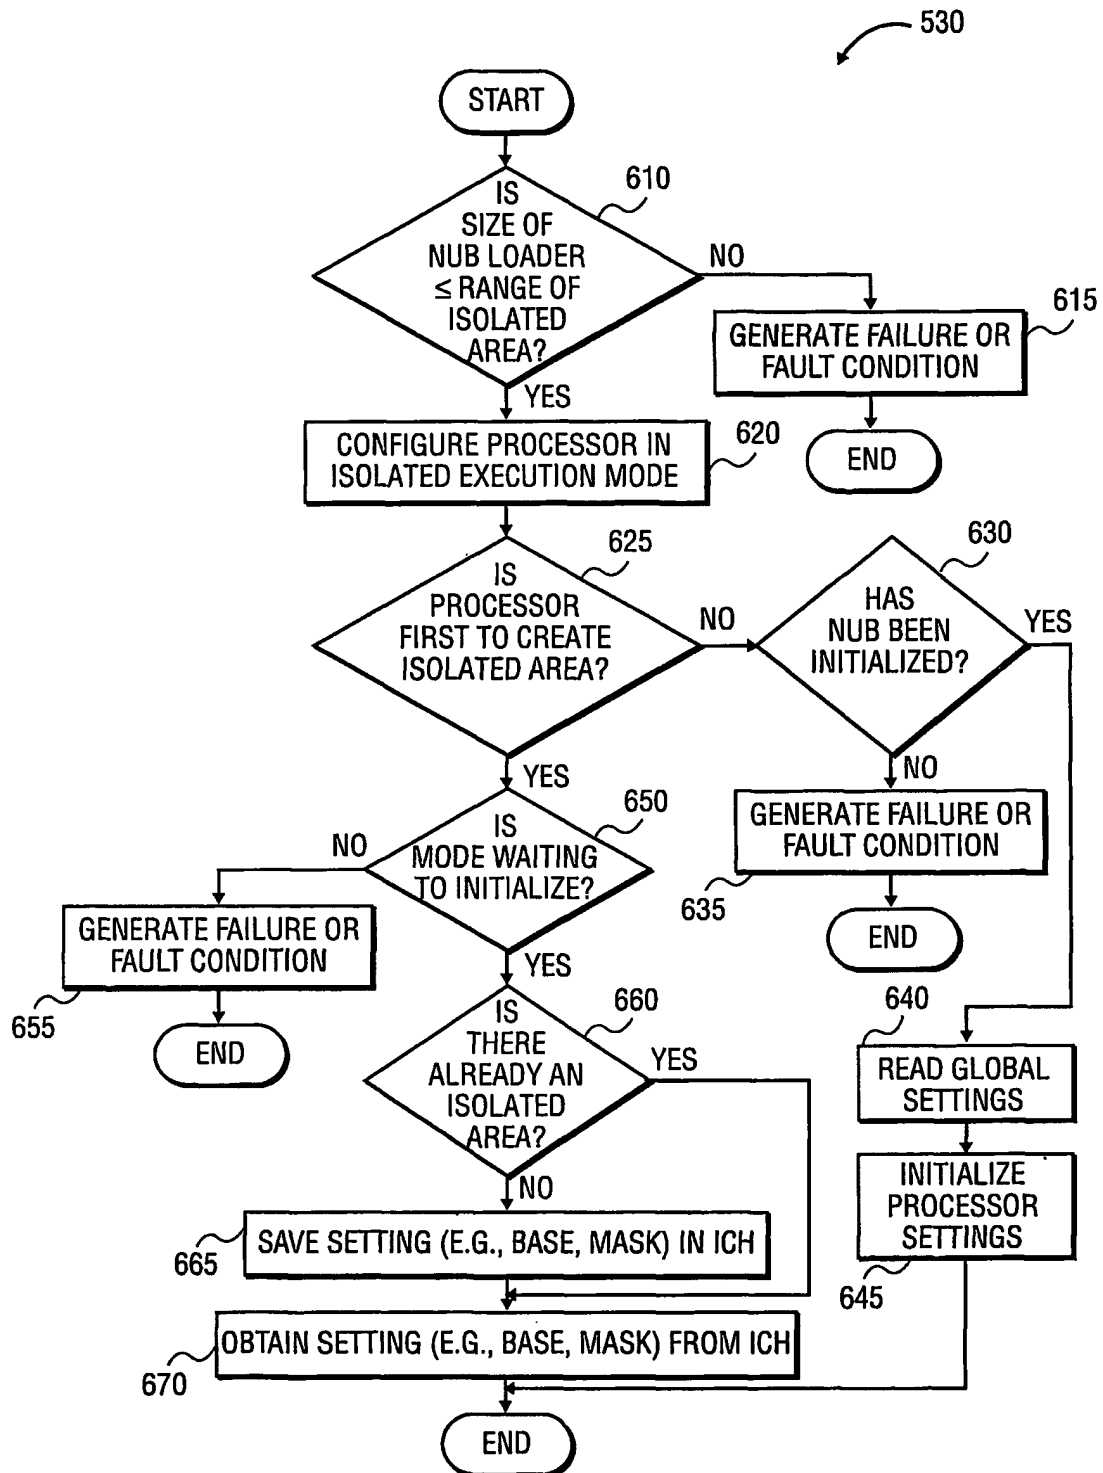 530
START
610
IS
SIZE OF
NUB LOADER
≤ RANGE OF
ISOLATED
AREA?
NO
615
GENERATE FAILURE OR
FAULT CONDITION
END
YES
620
CONFIGURE PROCESSOR IN
ISOLATED EXECUTION MODE
625
IS
PROCESSOR
FIRST TO CREATE
ISOLATED AREA?
NO
630
HAS
NUB BEEN
INITIALIZED?
YES
NO
GENERATE FAILURE OR
FAULT CONDITION
635
END
YES
650
IS
MODE WAITING
TO INITIALIZE?
NO
GENERATE FAILURE OR
FAULT CONDITION
655
END
YES
660
IS
THERE
ALREADY AN
ISOLATED
AREA?
YES
640
READ GLOBAL
SETTINGS
INITIALIZE
PROCESSOR
SETTINGS
645
NO
SAVE SETTING (E.G., BASE, MASK) IN ICH
665
OBTAIN SETTING (E.G., BASE, MASK) FROM ICH
670
END